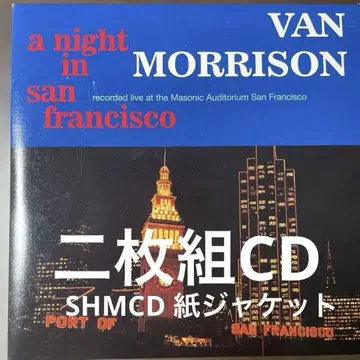 VAN
MORRISON
a night
in
san
francisco
recorded live at the Masonic Auditorium San Francisco
二枚組CD
SHMCD 紙ジャケット
PORT OF SAN FRANCISCO